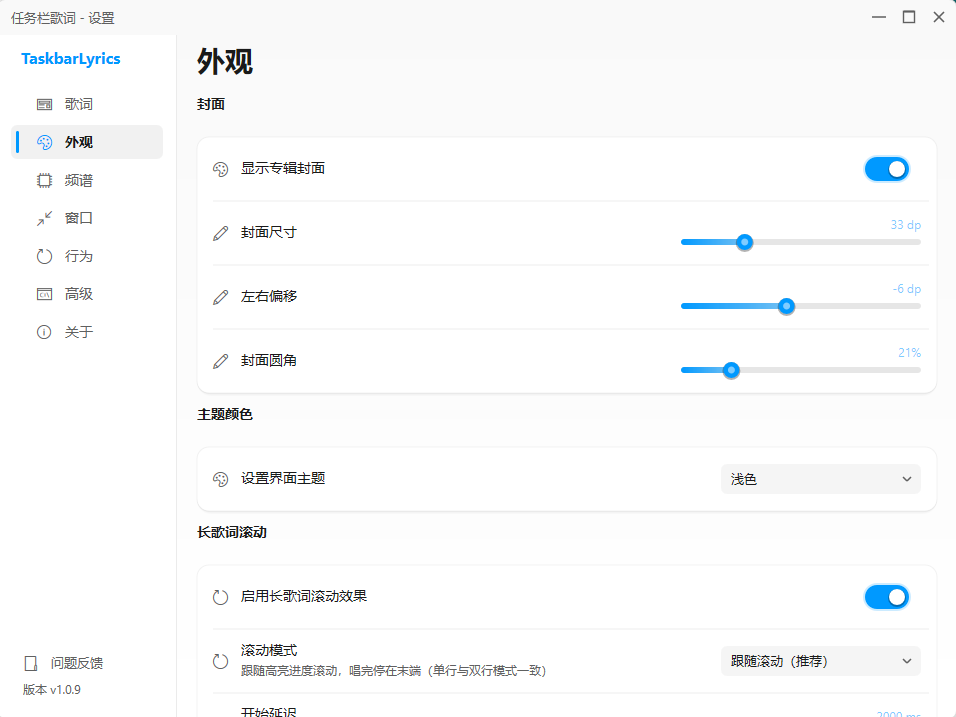 任务栏歌词 - 设置
TaskbarLyrics
歌词
外观
频谱
窗口
行为
高级
关于
问题反馈
版本 v1.0.9
外观
封面
显示专辑封面
封面尺寸
33 dp
左右偏移
-6 dp
封面圆角
21%
主题颜色
设置界面主题
浅色
长歌词滚动
启用长歌词滚动效果
滚动模式
跟随高亮进度滚动，唱完停在末端（单行与双行模式一致）
跟随滚动（推荐）
开始延迟
2000 ms